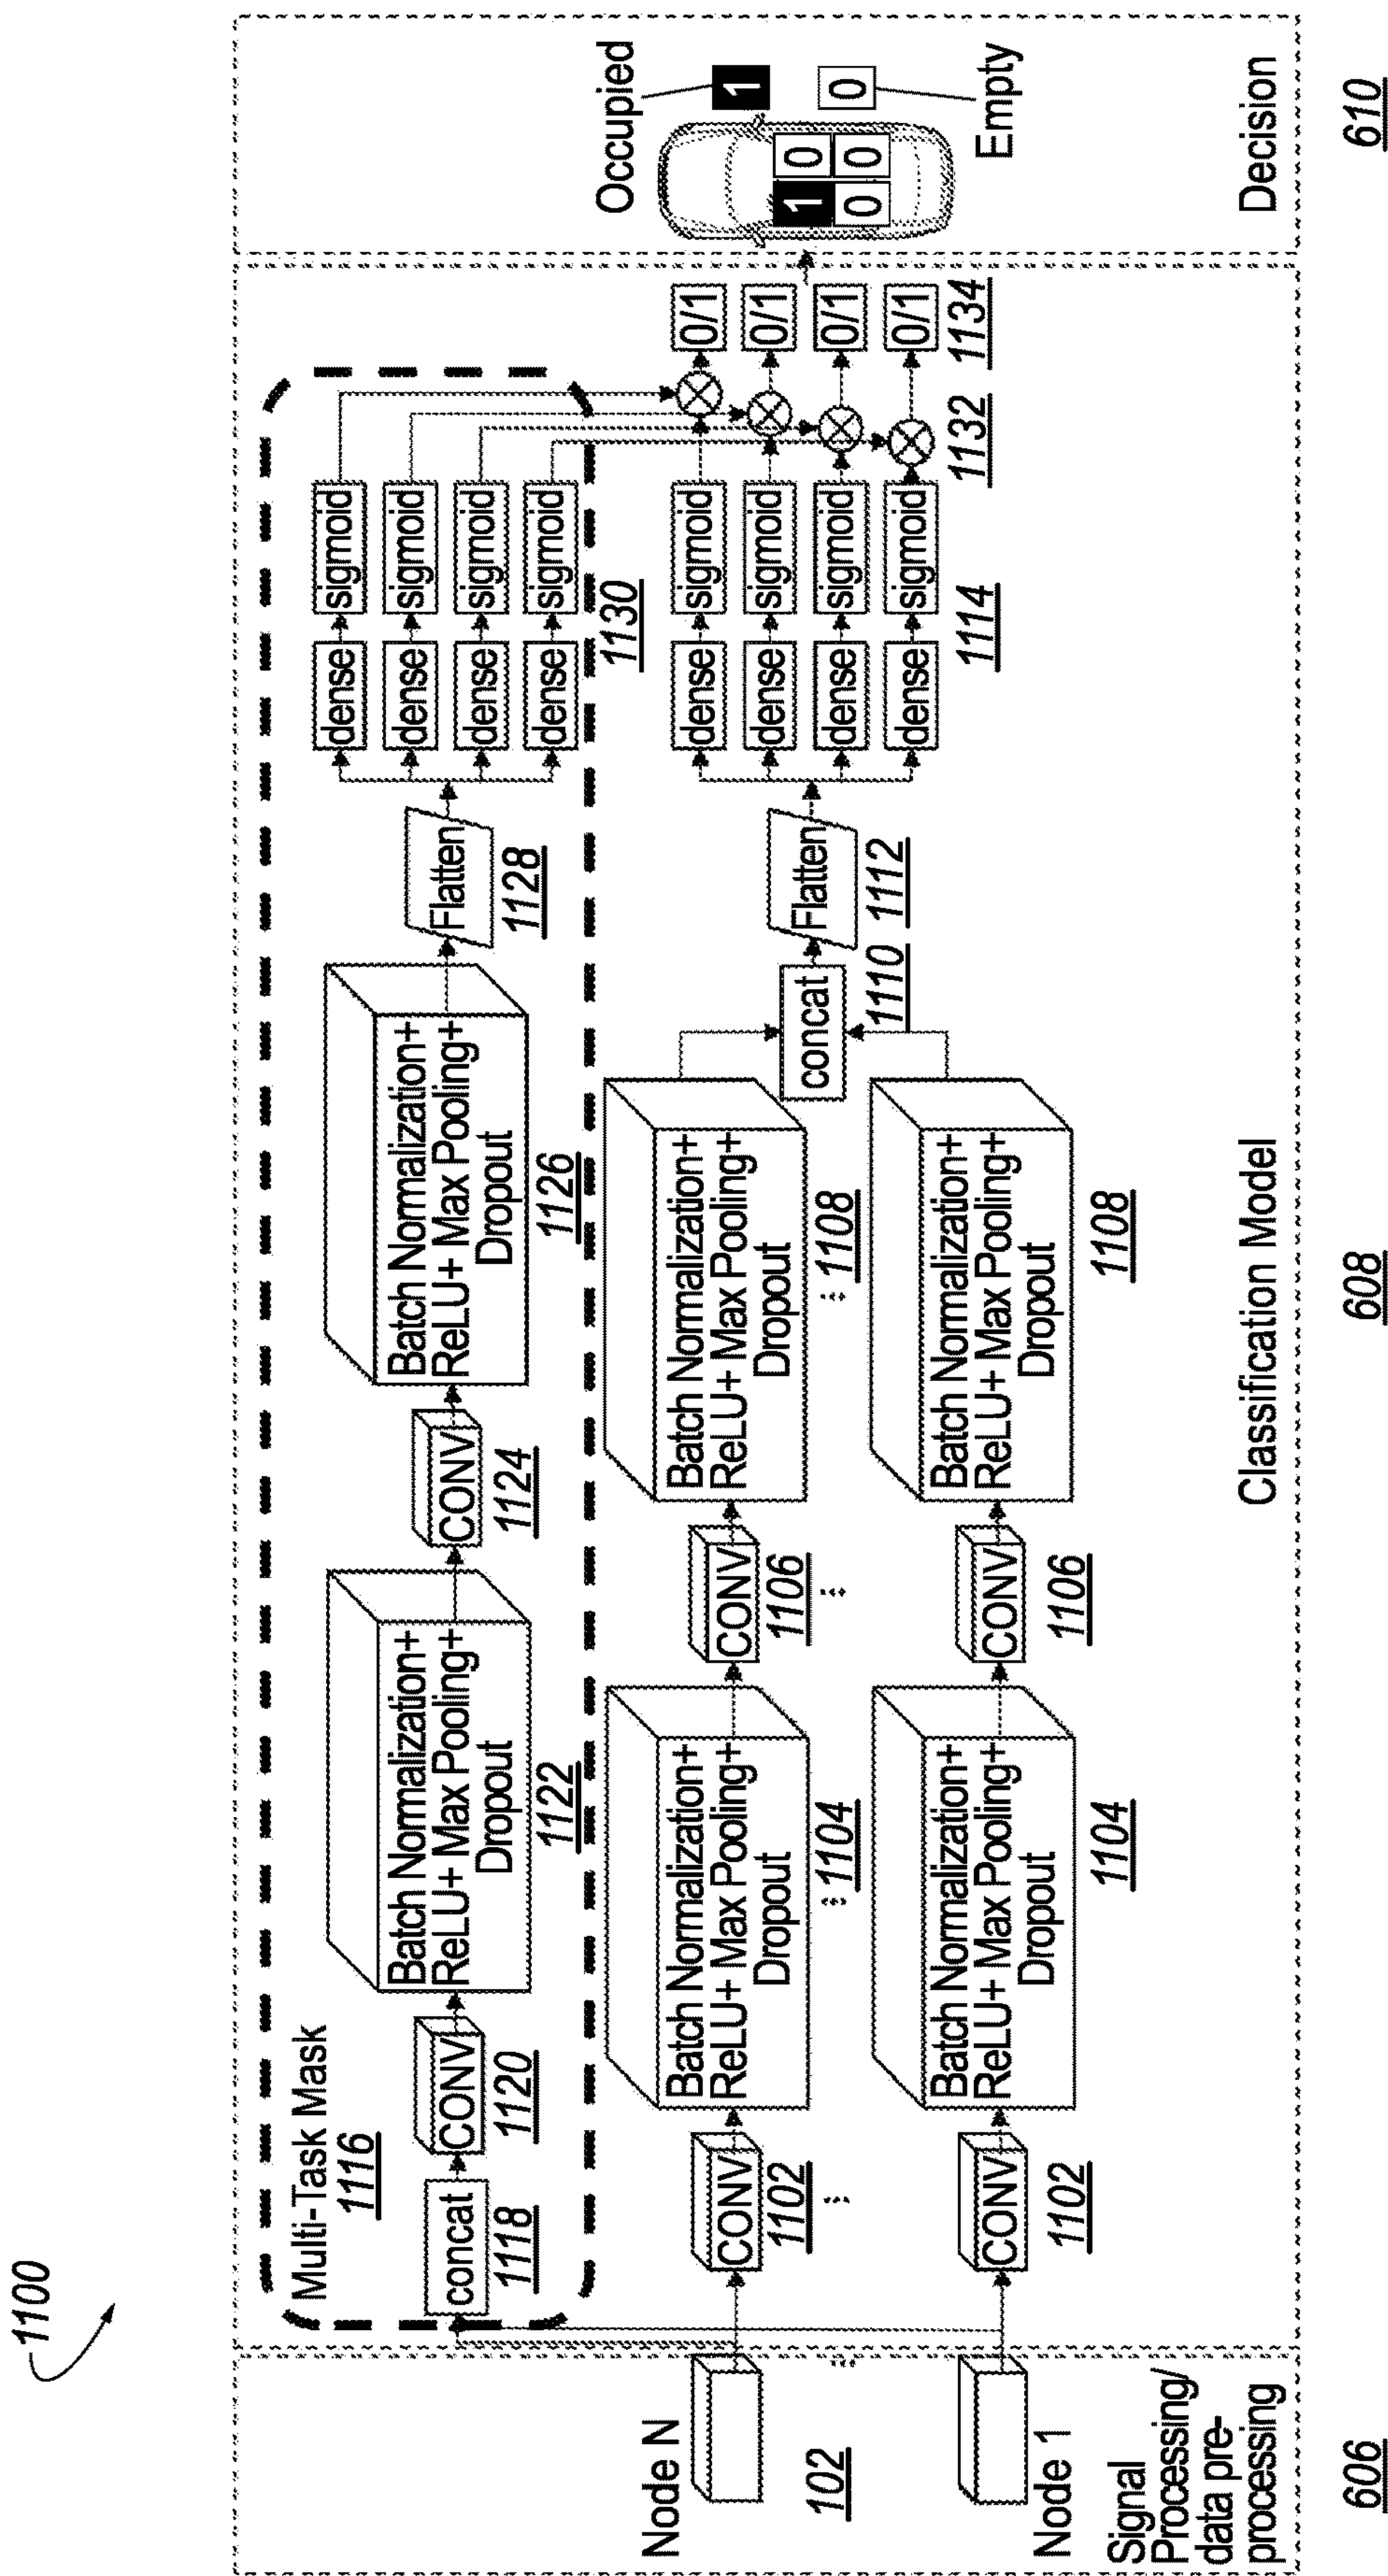 1100
Multi-Task Mask
1116
concat
1118
CONV
1120
Batch Normalization+
ReLU+ Max Pooling+
Dropout
1122
CONV
1124
Batch Normalization+
ReLU+ Max Pooling+
Dropout
1126
Flatten
1128
dense
sigmoid
dense
sigmoid
dense
sigmoid
dense
sigmoid
1130
Node N
102
CONV
1102
Batch Normalization+
ReLU+ Max Pooling+
Dropout
1104
CONV
1106
Batch Normalization+
ReLU+ Max Pooling+
Dropout
1108
Node 1
CONV
1102
Batch Normalization+
ReLU+ Max Pooling+
Dropout
1104
CONV
1106
Batch Normalization+
ReLU+ Max Pooling+
Dropout
1108
concat
1110
Flatten
1112
dense
sigmoid
dense
sigmoid
dense
sigmoid
dense
sigmoid
1114
1132
0/1
0/1
0/1
0/1
1134
Occupied
1
0
Empty
1 0
0 0
Signal
Processing/
data pre-
processing
606
Classification Model
608
Decision
610